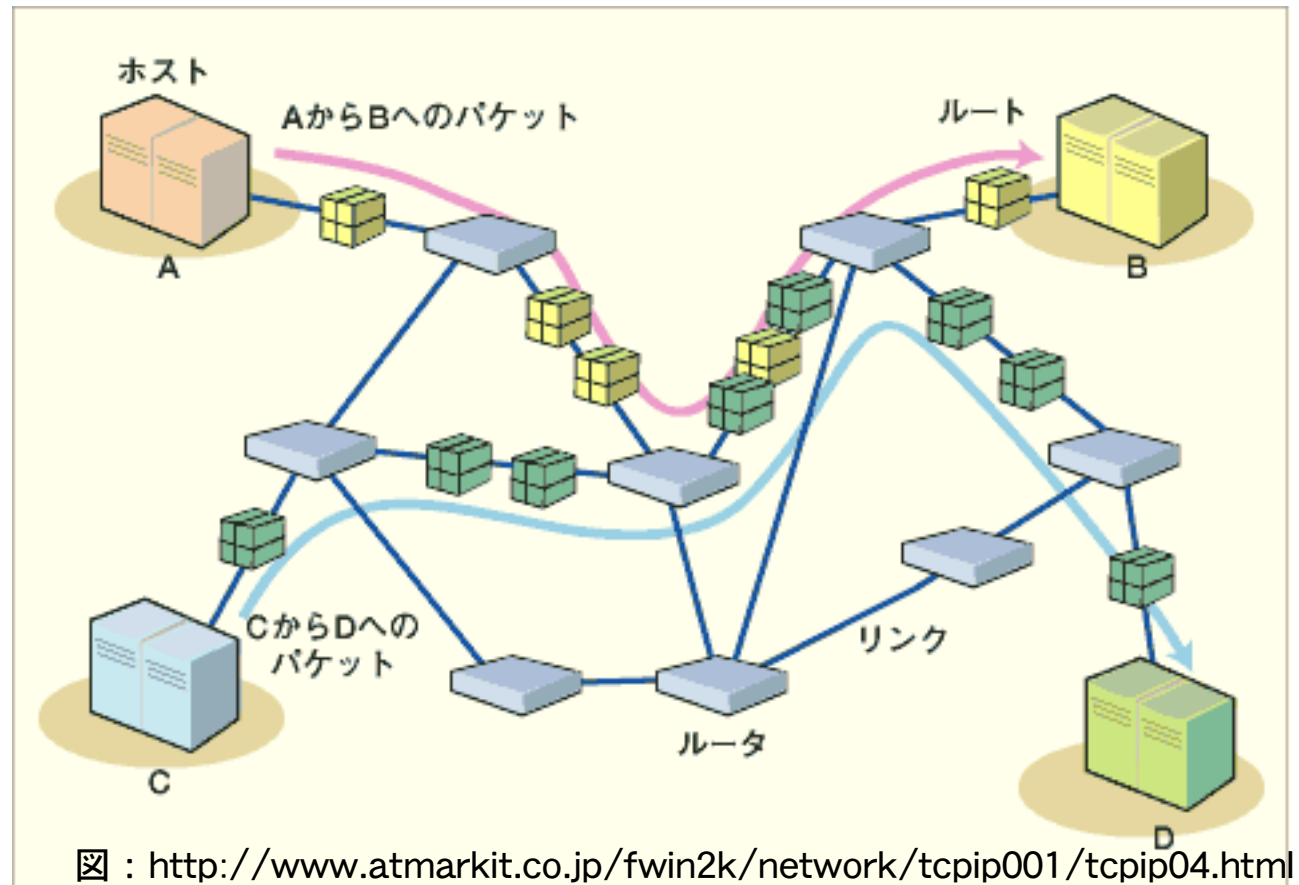 ホスト
AからBへのパケット
ルート
A
B
CからDへの
パケット
リンク
ルータ
C
D
図：http://www.atmarkit.co.jp/fwin2k/network/tcpip001/tcpip04.html